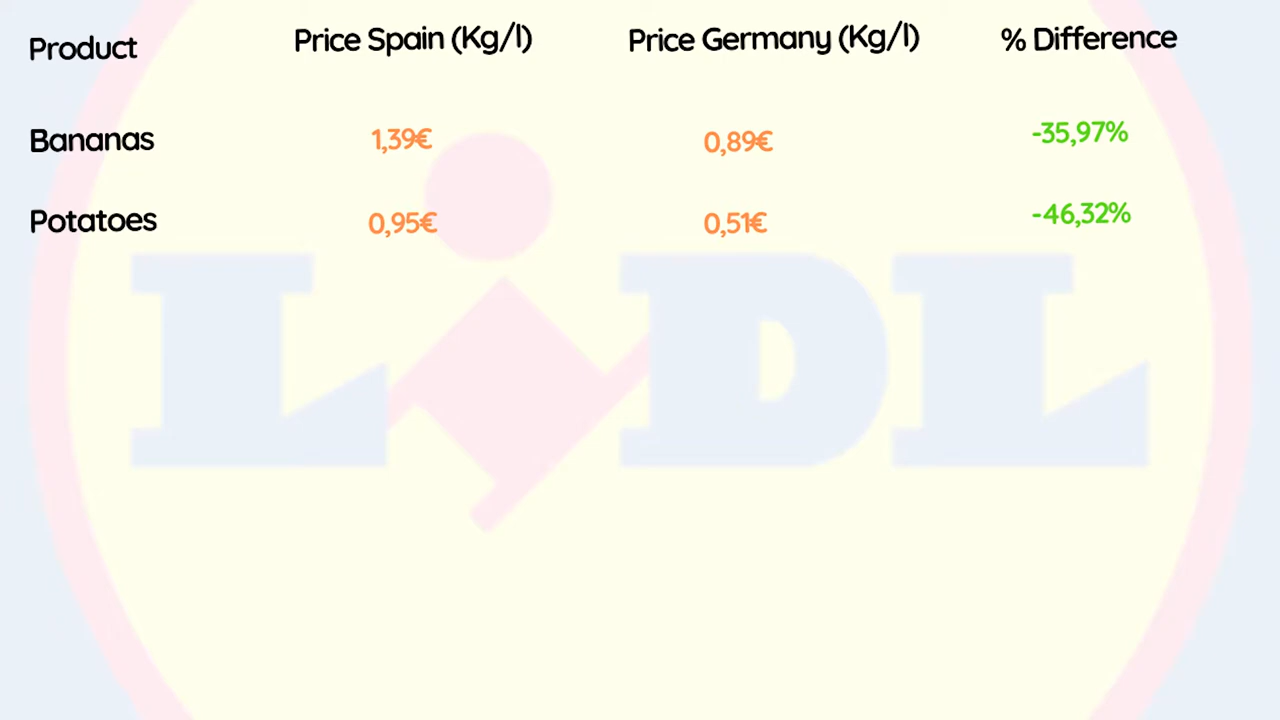 Product Price Spain (Kg/l) Price Germany (Kg/l) % Difference
Bananas 1,39€ 0,89€ -35,97%
Potatoes 0,95€ 0,51€ -46,32%
LiDL